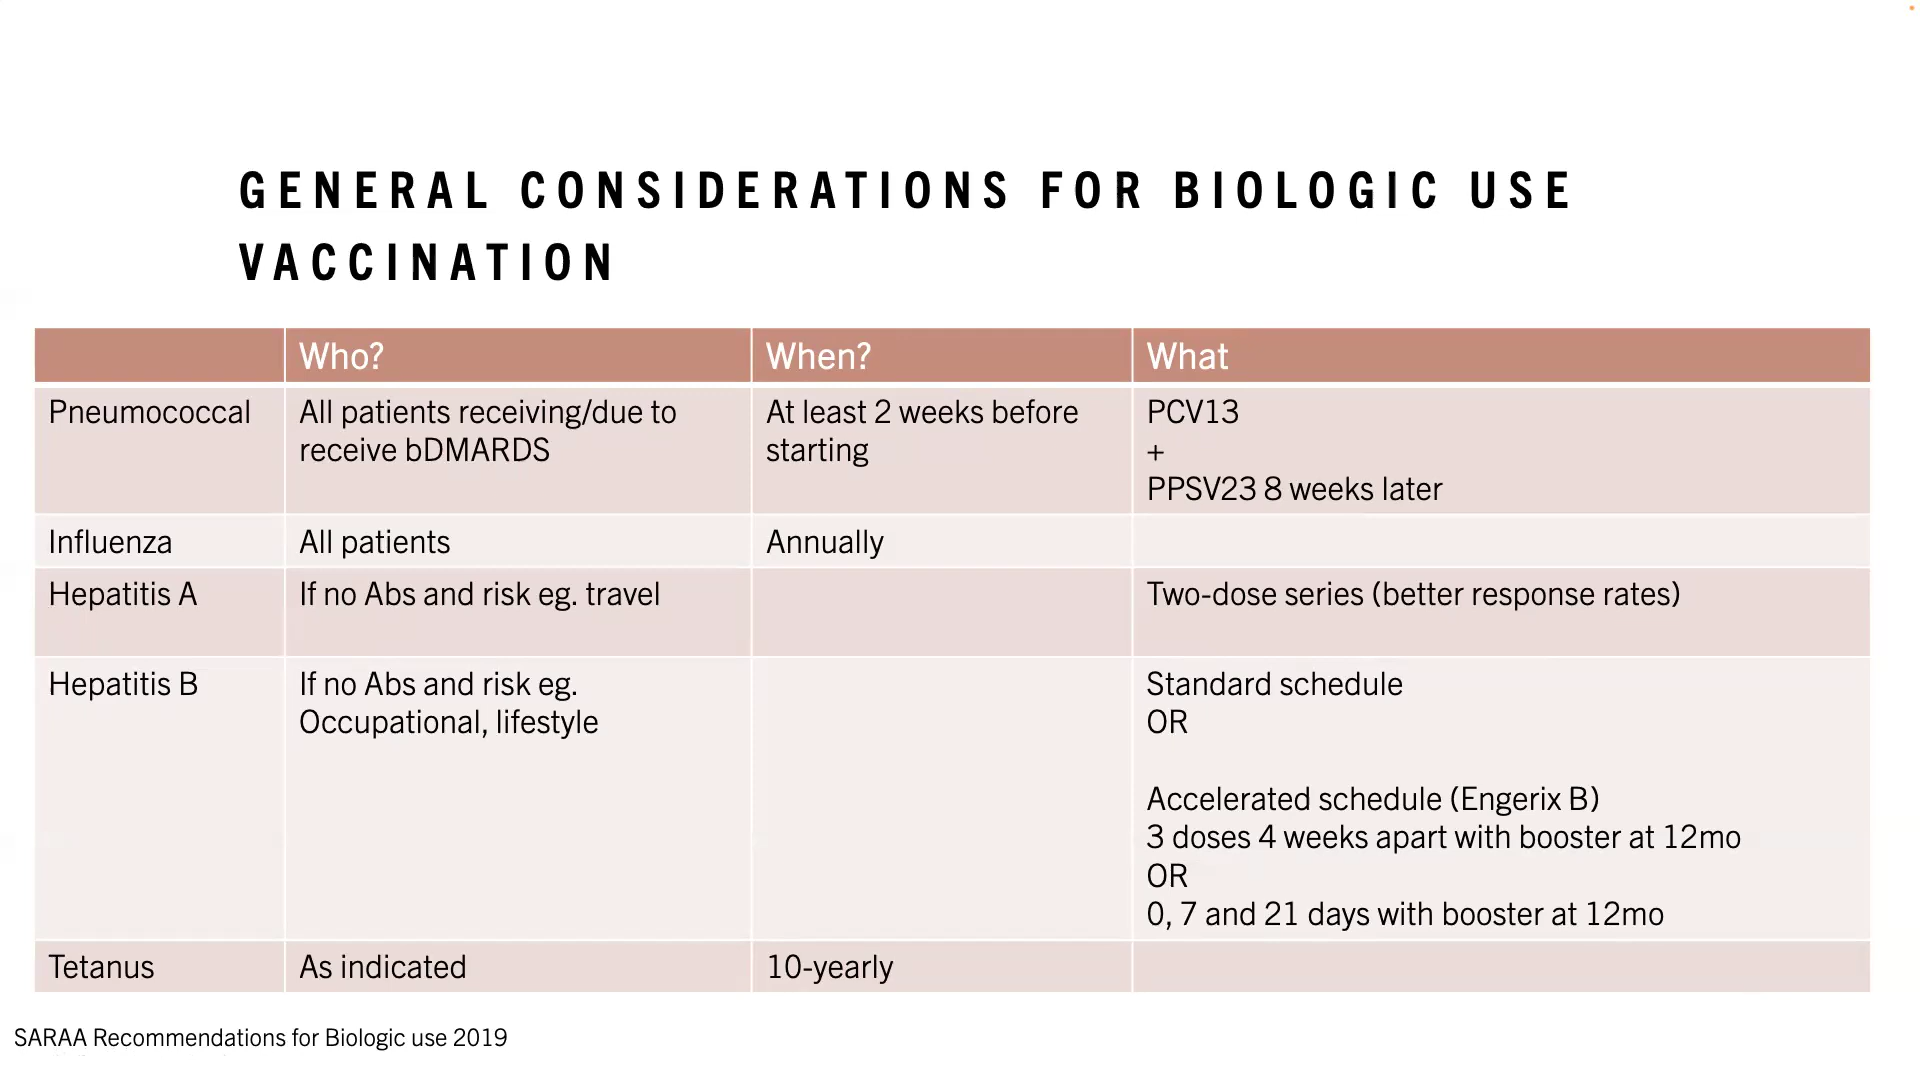 GENERAL CONSIDERATIONS FOR BIOLOGIC USE
VACCINATION
Who?
When?
What
Pneumococcal
All patients receiving/due to
receive bDMARDS
At least 2 weeks before
starting
PCV13
+
PPSV23 8 weeks later
Influenza
All patients
Annually
Hepatitis A
If no Abs and risk eg. travel
Two-dose series (better response rates)
Hepatitis B
If no Abs and risk eg.
Occupational, lifestyle
Standard schedule
OR
Accelerated schedule (Engerix B)
3 doses 4 weeks apart with booster at 12mo
OR
0, 7 and 21 days with booster at 12mo
Tetanus
As indicated
10-yearly
SARAA Recommendations for Biologic use 2019